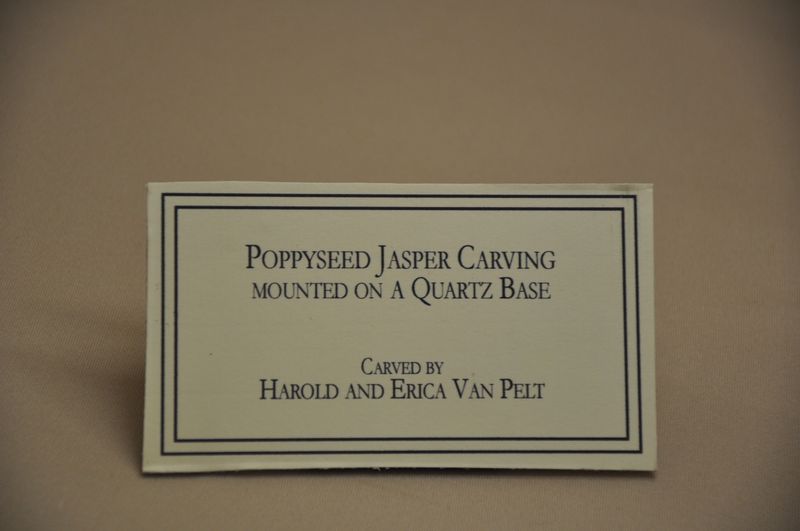 Poppyseed Jasper Carving
mounted on a Quartz Base
Carved by
Harold and Erica Van Pelt